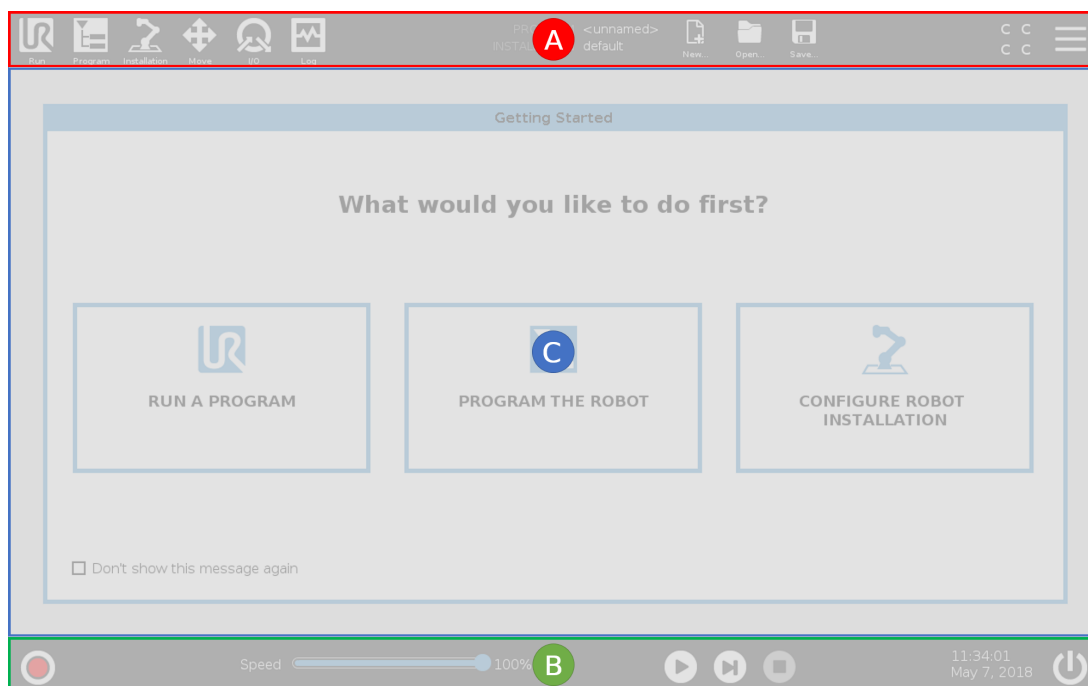 <unnamed>
default
Run
Program
Installation
Move
I/O
Log
A
New...
Open...
Save...
C C
C C
Getting Started
What would you like to do first?
C
RUN A PROGRAM
PROGRAM THE ROBOT
CONFIGURE ROBOT
INSTALLATION
Don't show this message again
Speed
100%
B
11:34:01
May 7, 2018